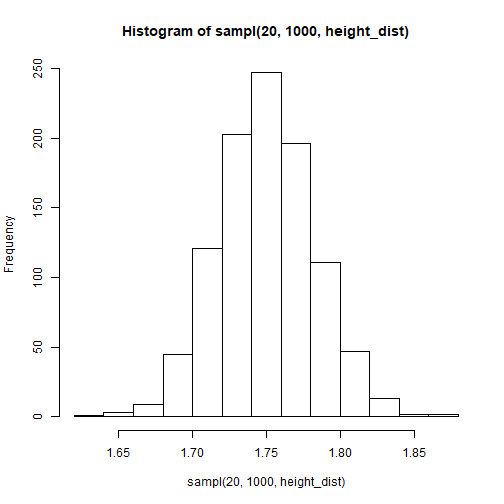 Histogram of sampl(20, 1000, height_dist)
Frequency
250
200
150
100
50
0
1.65 1.70 1.75 1.80 1.85
sampl(20, 1000, height_dist)